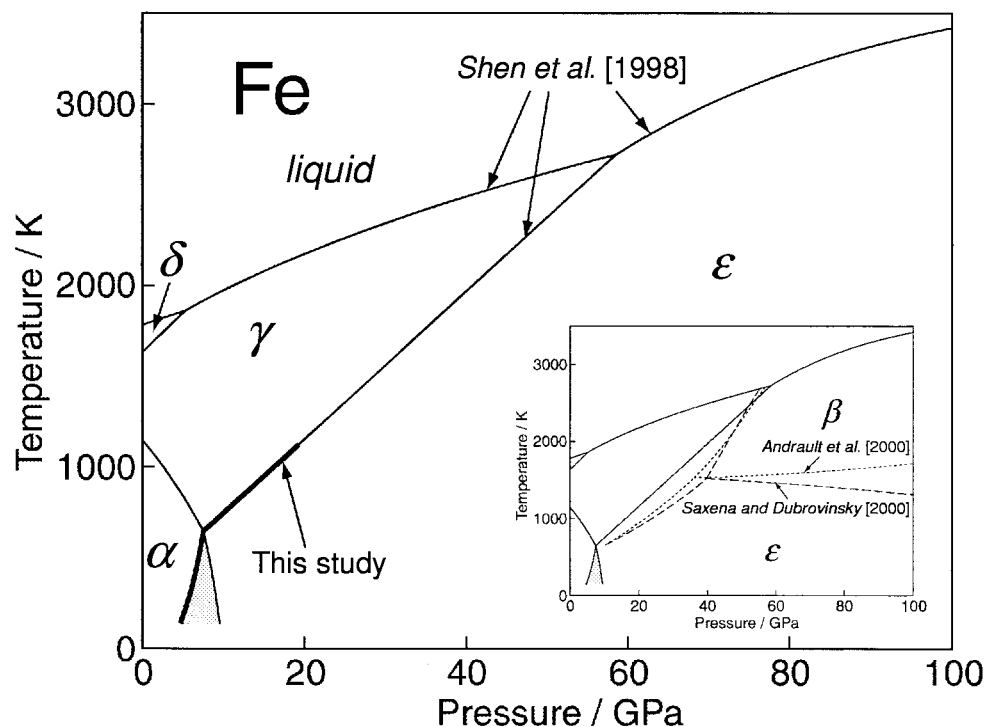 Fe
Shen et al. [1998]
liquid
δ
γ
ε
α
This study
Temperature / K
3000
2000
1000
0
0
20
40
60
80
100
Pressure / GPa
β
Andrault et al. [2000]
Saxena and Dubrovinsky [2000]
ε
Temperature / K
3000
2000
1000
0
0
20
40
60
80
100
Pressure / GPa